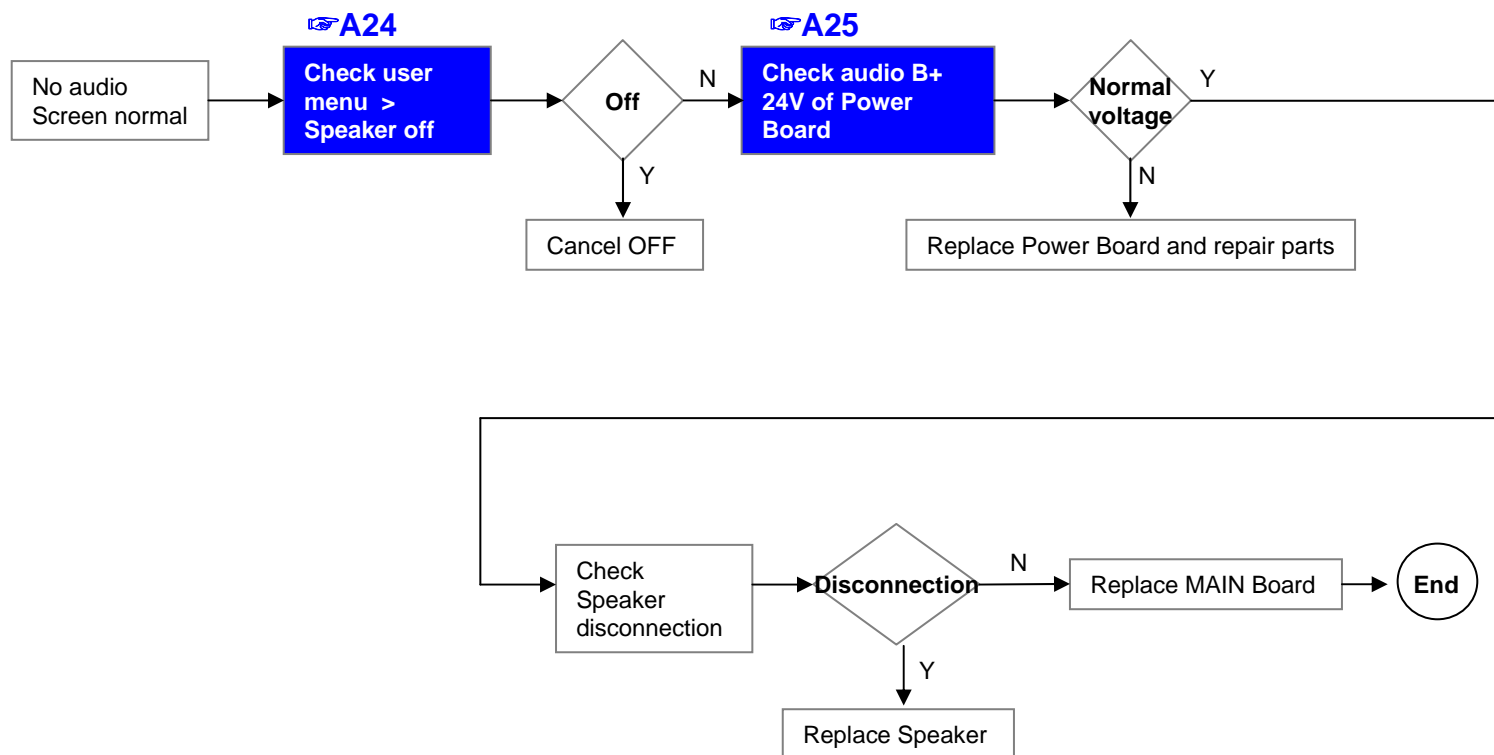 ☞A24
☞A25
No audio
Screen normal
Check user
menu >
Speaker off
Off
N
Y
Cancel OFF
Check audio B+
24V of Power
Board
Normal
voltage
Y
N
Replace Power Board and repair parts
Check
Speaker
disconnection
Disconnection
N
Y
Replace MAIN Board
End
Replace Speaker